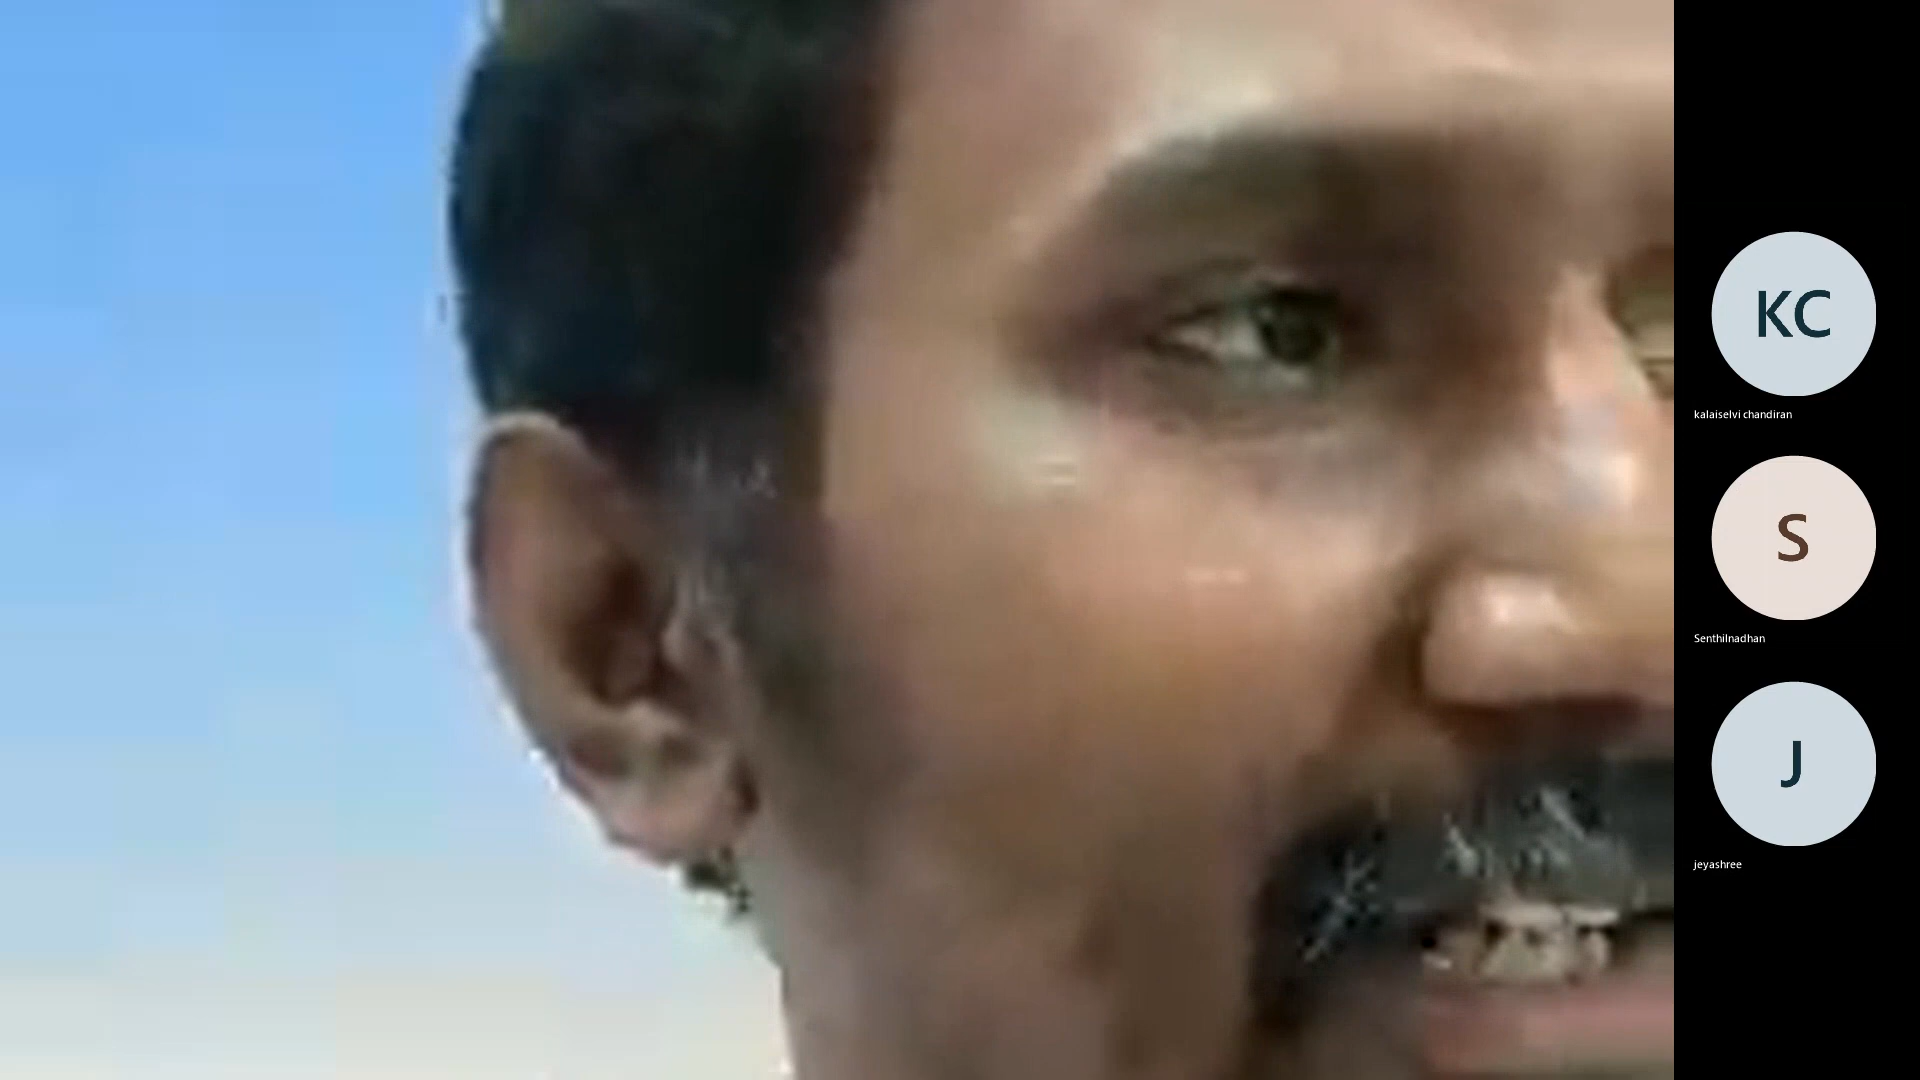 KC
kalaiselvi chandiran
S
Senthilnadhan
J
jeyashree